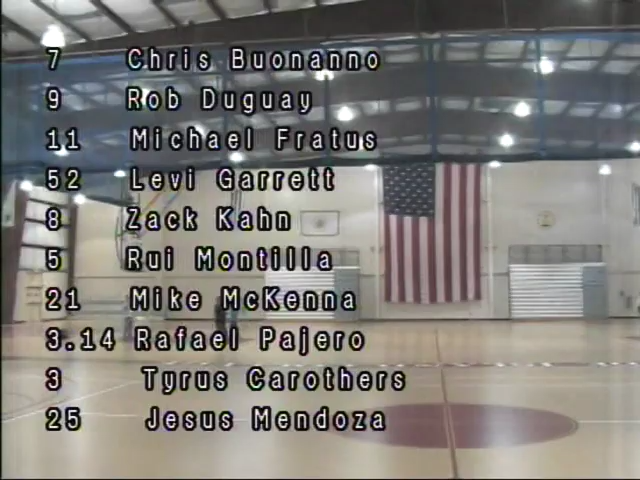 7 Chris Buonanno
9 Rob Duguay
11 Michael Fratus
52 Levi Garrett
8 Zack Kahn
5 Rui Montilla
21 Mike McKenna
3.14 Rafael Pajero
3 Tyrus Carothers
25 Jesus Mendoza